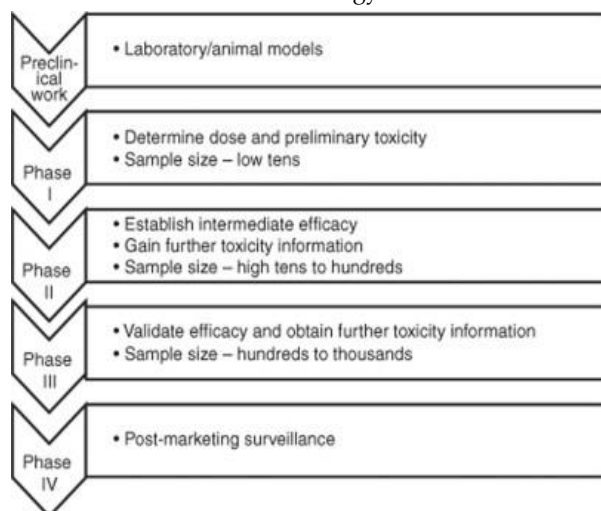 Preclin-
ical
work
• Laboratory/animal models
Phase
I
• Determine dose and preliminary toxicity
• Sample size – low tens
Phase
II
• Establish intermediate efficacy
• Gain further toxicity information
• Sample size – high tens to hundreds
Phase
III
• Validate efficacy and obtain further toxicity information
• Sample size – hundreds to thousands
Phase
IV
• Post-marketing surveillance